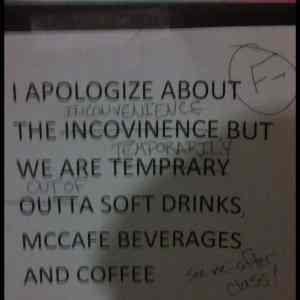 F-
I APOLOGIZE ABOUT
INCONVENIENCE
THE INCOVINENCE BUT
TEMPORARILY
WE ARE TEMPRARY
OUT OF
OUTTA SOFT DRINKS,
MCCAFE BEVERAGES
AND COFFEE
see me after
class!